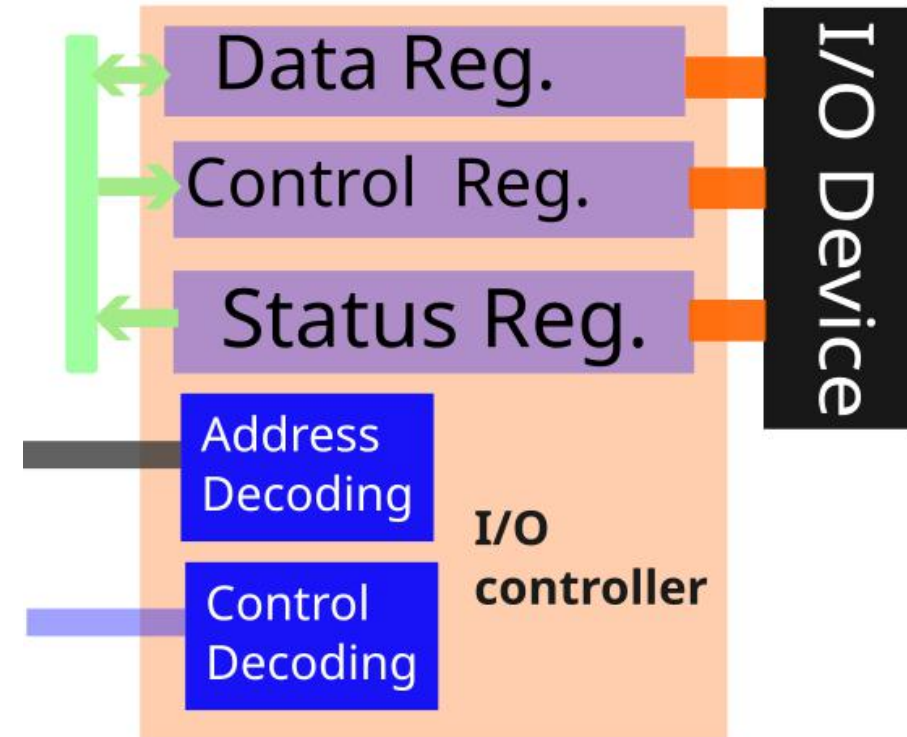 Data Reg.
Control Reg.
Status Reg.
I/O Device
Address
Decoding
I/O
controller
Control
Decoding